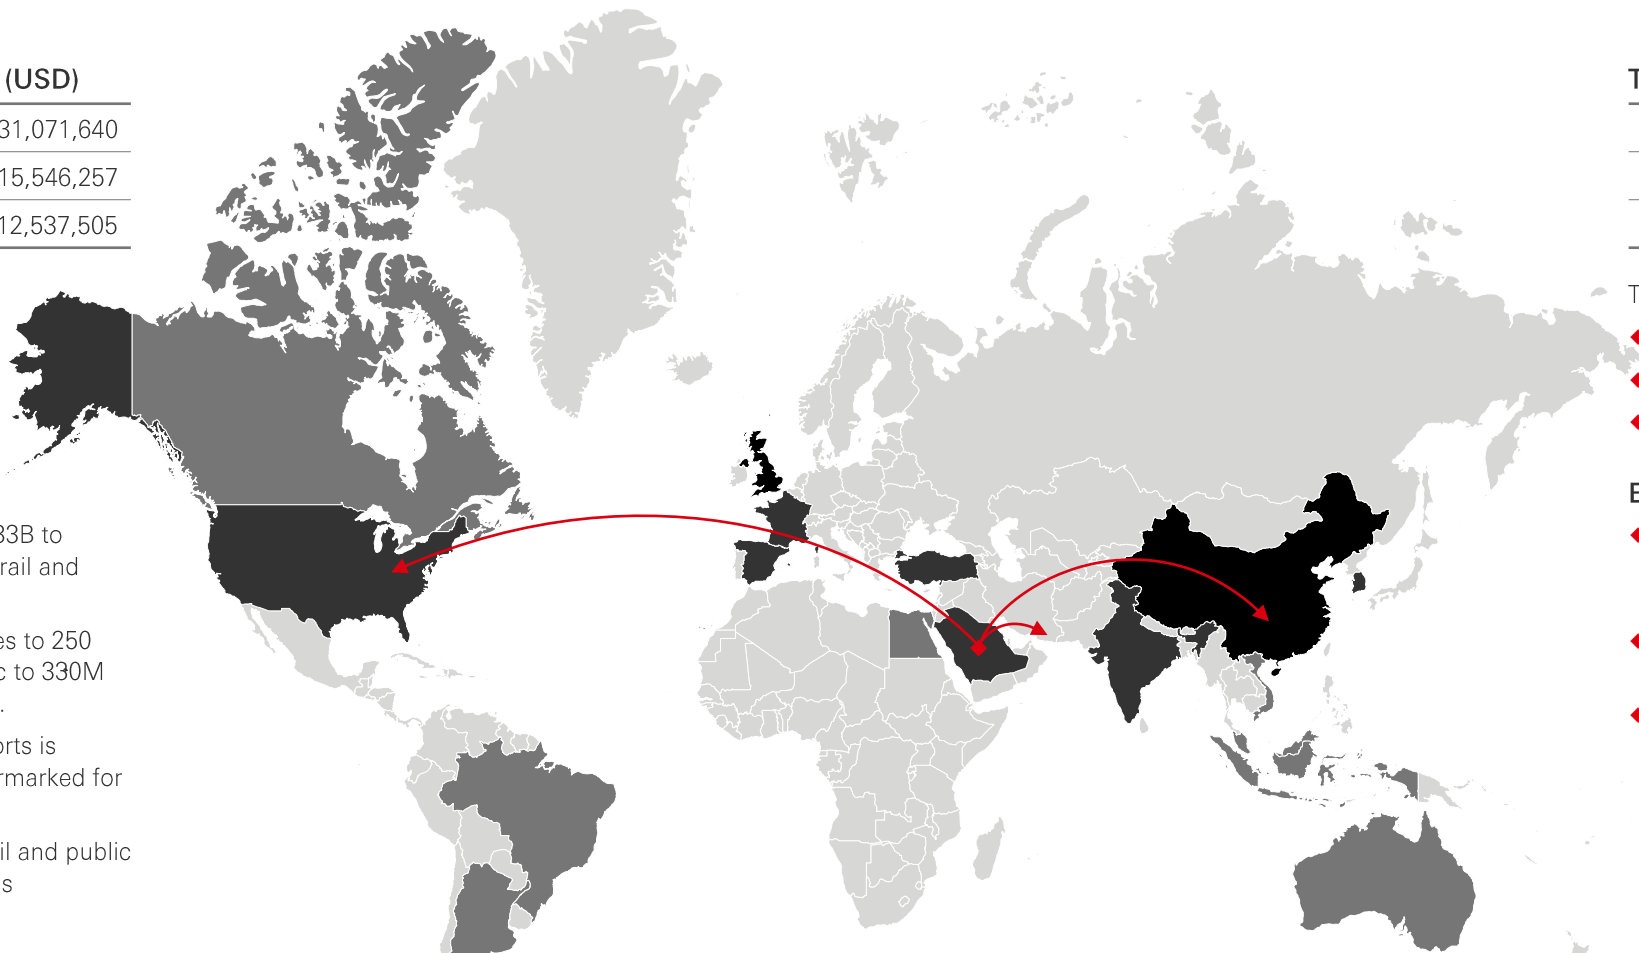 (USD)
31,071,640
15,546,257
12,537,505
33B to
rail and
es to 250
c to 330M
.
orts is
rmarked for
il and public
s
T
T
E